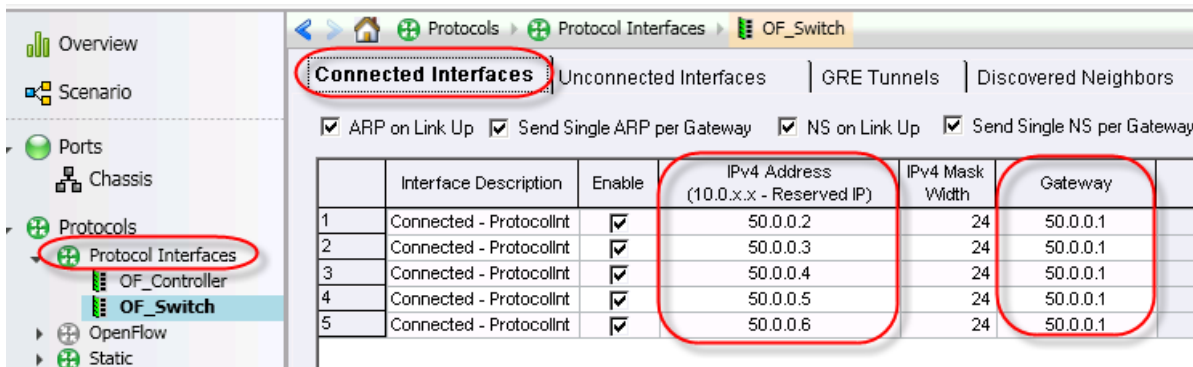 Overview
Scenario
Ports
Chassis
Protocols
Protocol Interfaces
OF_Controller
OF_Switch
OpenFlow
Static
Protocols Protocol Interfaces OF_Switch
Connected Interfaces Unconnected Interfaces GRE Tunnels Discovered Neighbors
ARP on Link Up Send Single ARP per Gateway NS on Link Up Send Single NS per Gateway
Interface Description Enable IPv4 Address (10.0.x.x - Reserved IP) IPv4 Mask Width Gateway
1 Connected - ProtocolInt 50.0.0.2 24 50.0.0.1
2 Connected - ProtocolInt 50.0.0.3 24 50.0.0.1
3 Connected - ProtocolInt 50.0.0.4 24 50.0.0.1
4 Connected - ProtocolInt 50.0.0.5 24 50.0.0.1
5 Connected - ProtocolInt 50.0.0.6 24 50.0.0.1